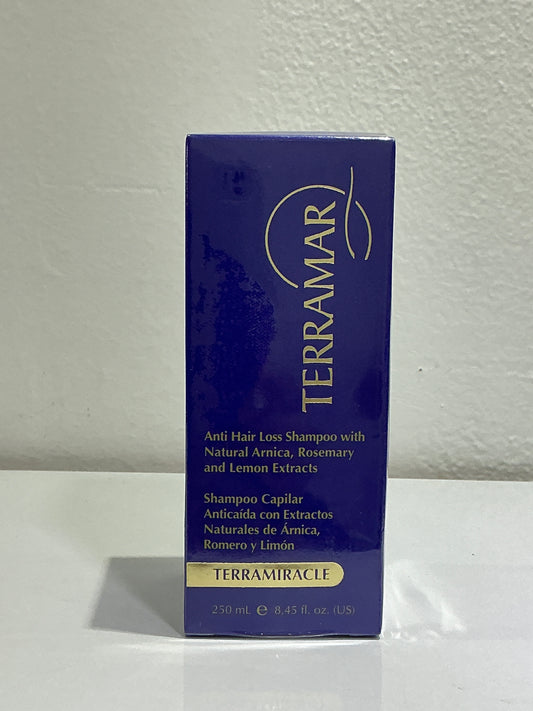 TERRAMAR
Anti Hair Loss Shampoo with
Natural Arnica, Rosemary
and Lemon Extracts
Shampoo Capilar
Anticaída con Extractos
Naturales de Árnica,
Romero y Limón
TERRAMIRACLE
250 mL ℮ 8,45 fl. oz. (US)